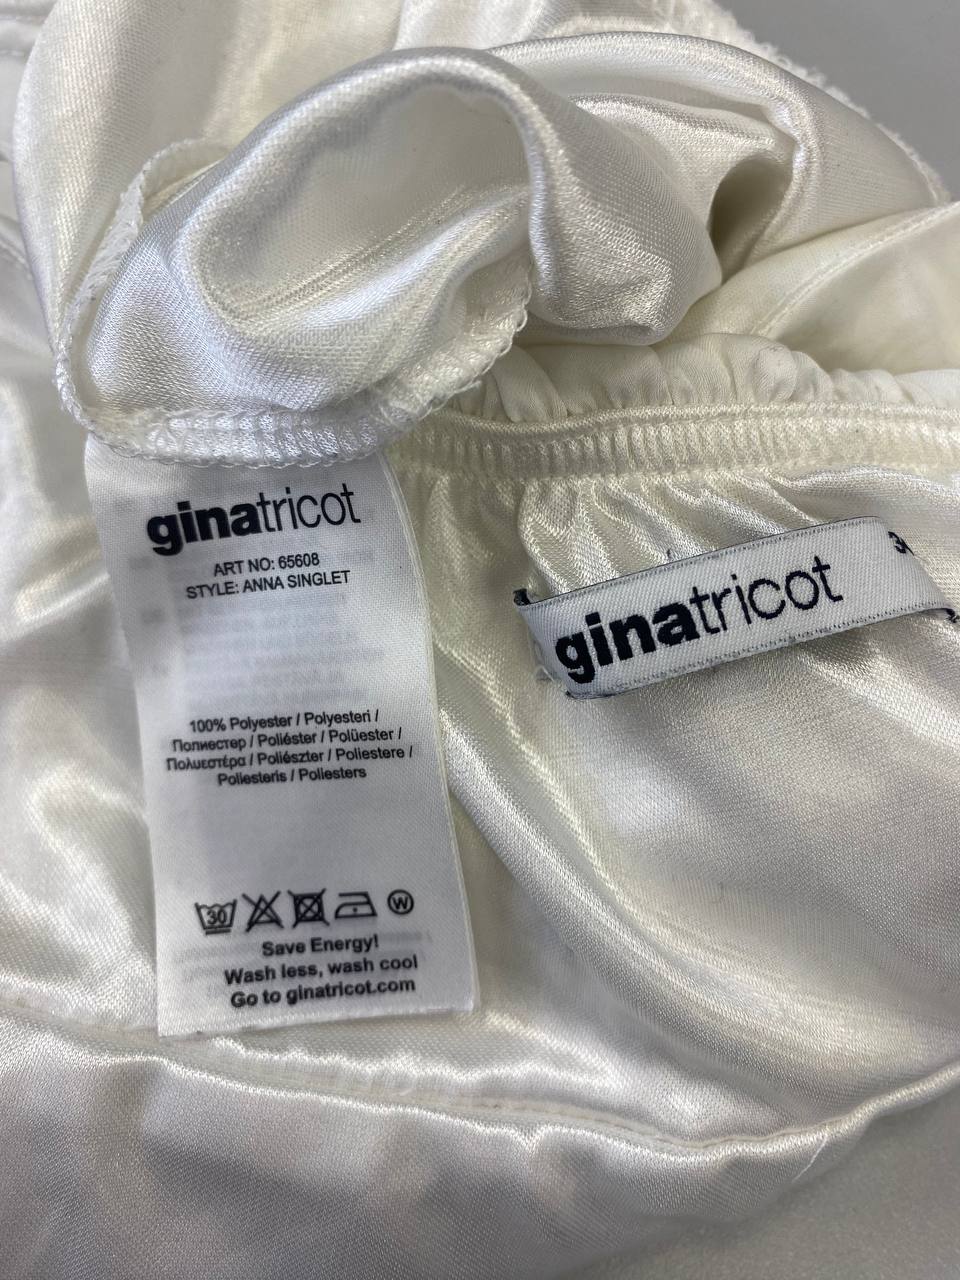 ginatricot
ART NO: 65608
STYLE: ANNA SINGLET
100% Polyester / Polyesteri /
Полиестер / Poliéster / Polüester /
Πολυεστέρα / Poliészter / Poliestere /
Poliesteris / Poliesters
30
W
Save Energy!
Wash less, wash cool
Go to ginatricot.com
ginatricot